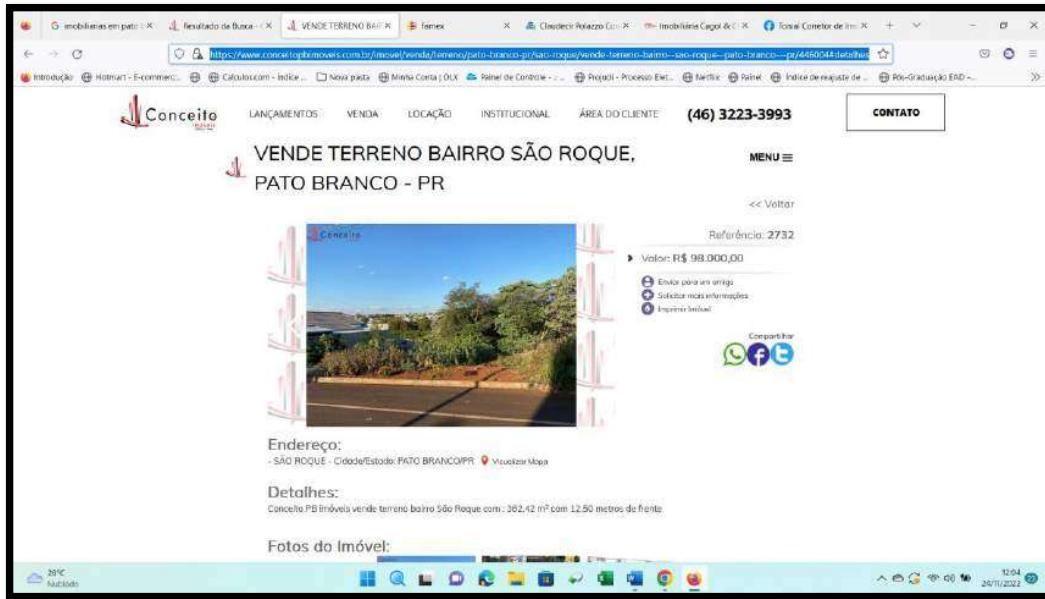 imobiliarias em pato b
Resultado da Busca -
VENDE TERRENO BAIR
famex
Claudecir Polazzo Cor
Imobiliária Cagol &
Corretor de Im
https://www.conceitopbimoveis.com.br/imovel/venda/terreno/pato-branco-pr/sao-roque/vende-terreno-bairro--sao-roque--pato-branco---pr/446004#detalhes
Introdução
Hotmart - E-commerc...
Calculos.com - Indice ...
Nova pasta
Minha Conta | OLX
Painel de Controle - ...
Projudi - Processo Elet...
Netflix
Painel
Índice de reajuste de ...
Pós-Graduação EAD -...
Conceito
LANÇAMENTOS VENDA LOCAÇÃO INSTITUCIONAL ÁREA DO CLIENTE (46) 3223-3993 CONTATO
VENDE TERRENO BAIRRO SÃO ROQUE,
PATO BRANCO - PR
MENU
<< Voltar
Conceito
Referência: 2732
Valor: R$ 98.000,00
Enviar para um amigo
Solicitar mais informações
Imprimir Imóvel
Compartilhar
Endereço:
- SÃO ROQUE - Cidade/Estado: PATO BRANCO/PR Visualizar Mapa
Detalhes:
Conceito PB imóveis vende terreno bairro São Roque com : 362,42 m² com 12,50 metros de frente
Fotos do Imóvel:
Nublado
12:04
24/11/2022